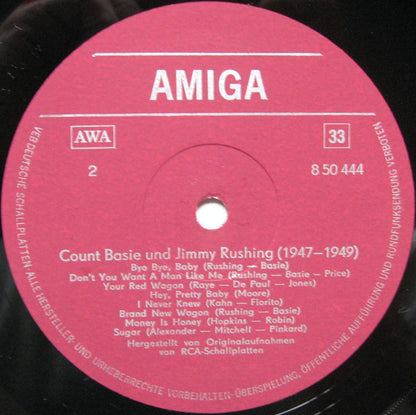 AMIGA
AWA
33
2
8 50 444
Count Basie und Jimmy Rushing (1947–1949)
Bye Bye, Baby (Rushing — Basie)
Don't You Want A Man Like Me (Rushing — Basie – Price)
Your Red Wagon (Raye — De Paul — Jones)
Hey, Pretty Baby (Moore)
I Never Knew (Kahn — Fiorito)
Brand New Wagon (Rushing — Basie)
Money Is Honey (Hopkins — Robin)
Sugar (Alexander — Mitchell — Pinkard)
Hergestellt von Originalaufnahmen
von RCA-Schallplatten
VEB DEUTSCHE SCHALLPLATTEN ALLE HERSTELLER- UND URHEBERRECHTE VORBEHALTEN-ÜBERSPIELUNG, ÖFFENTLICHE AUFFÜHRUNG UND RUNDFUNKSENDUNG VERBOTEN